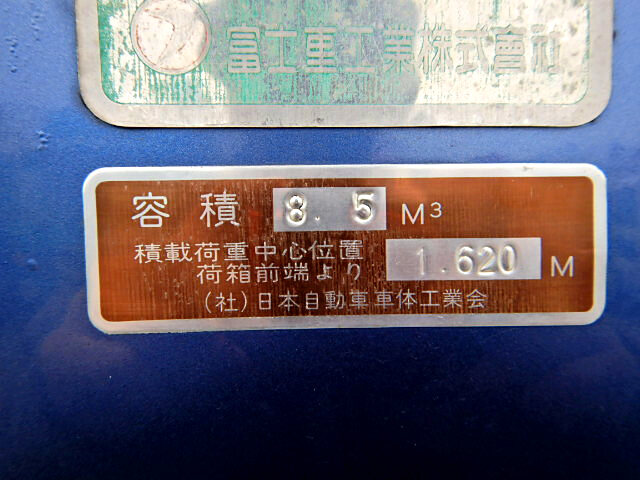 富士重工業株式會社
容積 8.5 M³
積載荷重中心位置
荷箱前端より 1.620 M
(社)日本自動車車体工業会